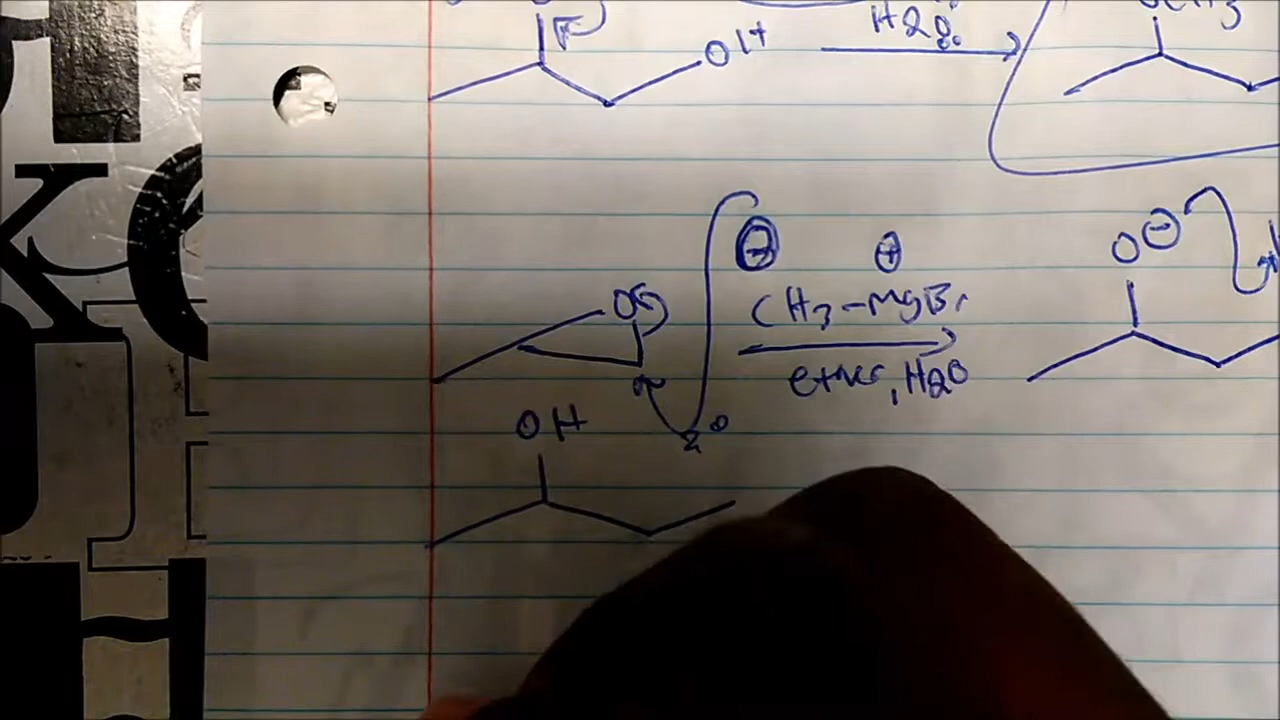 H2O
OH
O ⊖
⊖ ⊕
O
CH3-MgBr
ether, H2O
2°
OH